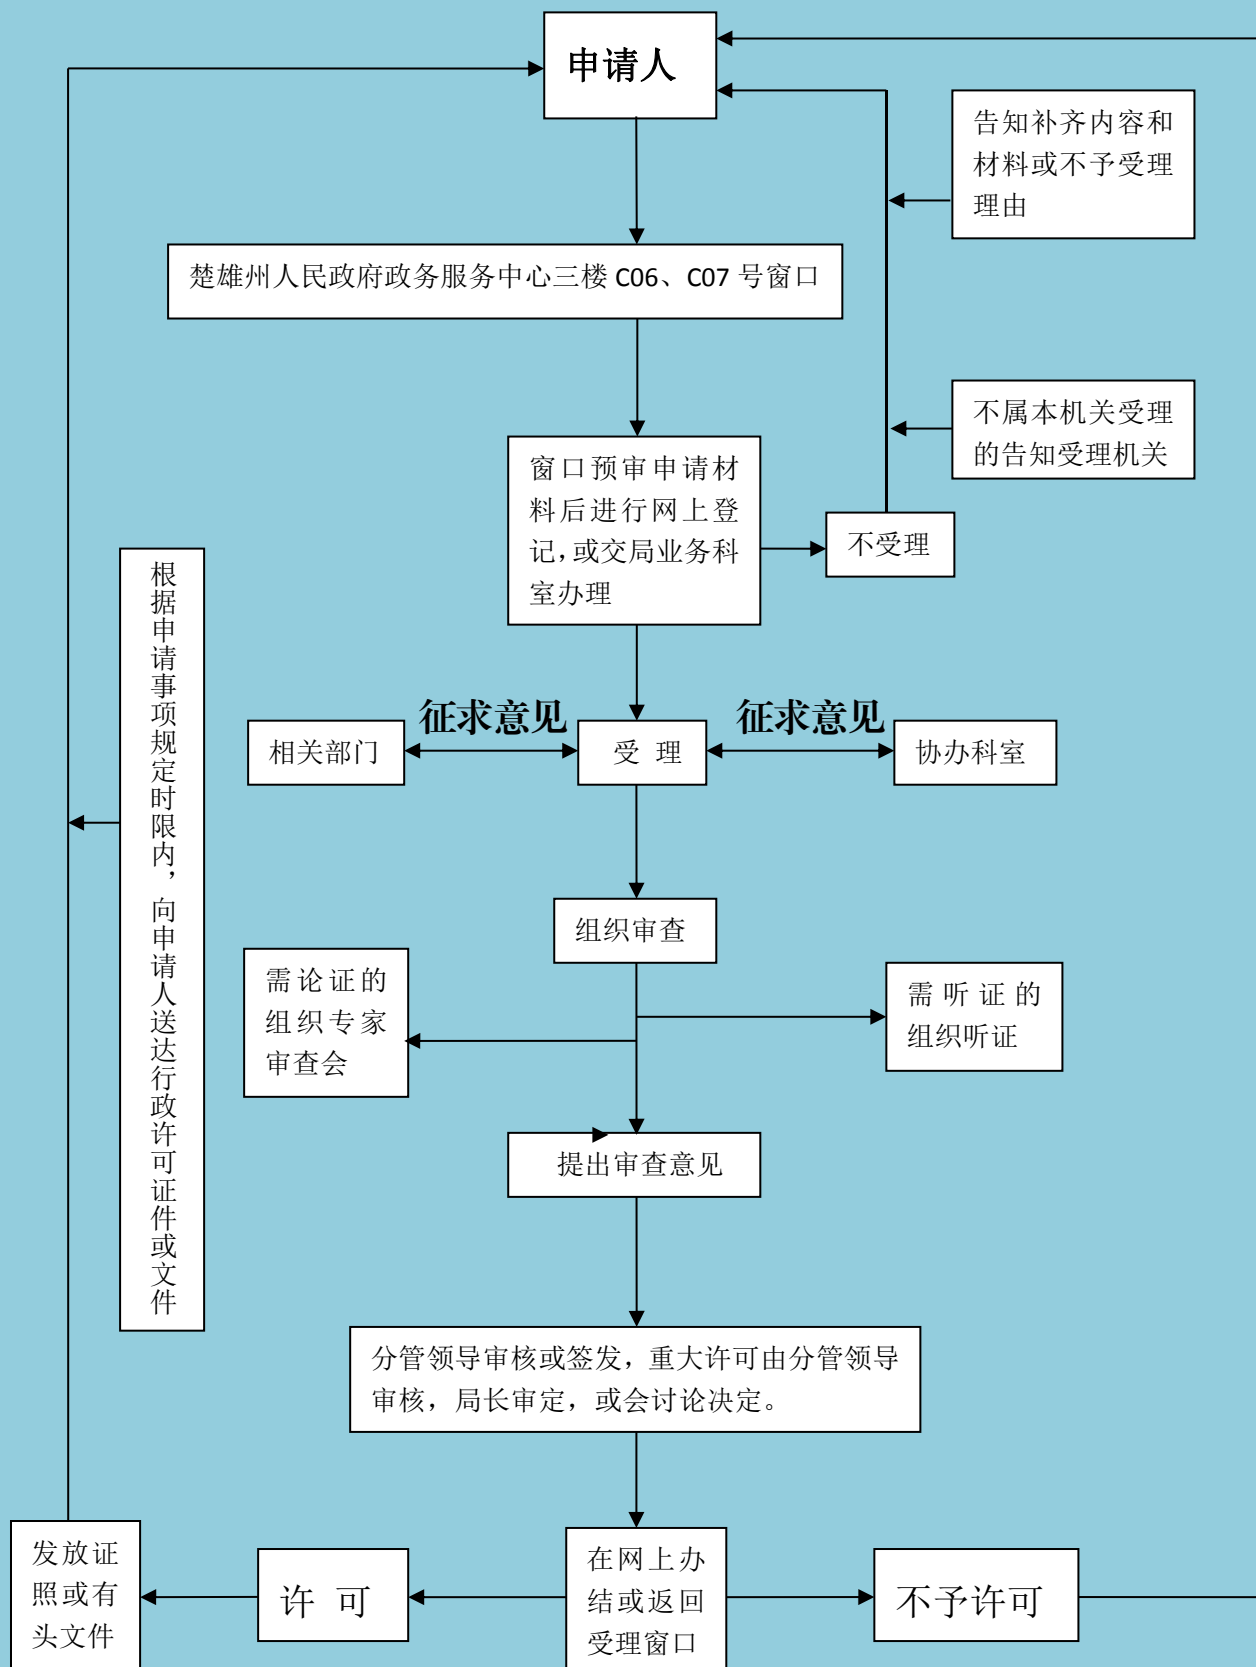 申请人
告知补齐内容和
材料或不予受理
理由
楚雄州人民政府政务服务中心三楼 C06、C07 号窗口
不属本机关受理
的告知受理机关
窗口预审申请材
料后进行网上登
记，或交局业务科
室办理
不受理
根据申请事项规定时限内，向申请人送达行政许可证件或文件
征求意见
征求意见
相关部门
受 理
协办科室
组织审查
需论证的
组织专家
审查会
需听证的
组织听证
提出审查意见
分管领导审核或签发，重大许可由分管领导
审核，局长审定，或会讨论决定。
发放证
照或有
头文件
许 可
在网上办
结或返回
受理窗口
不予许可